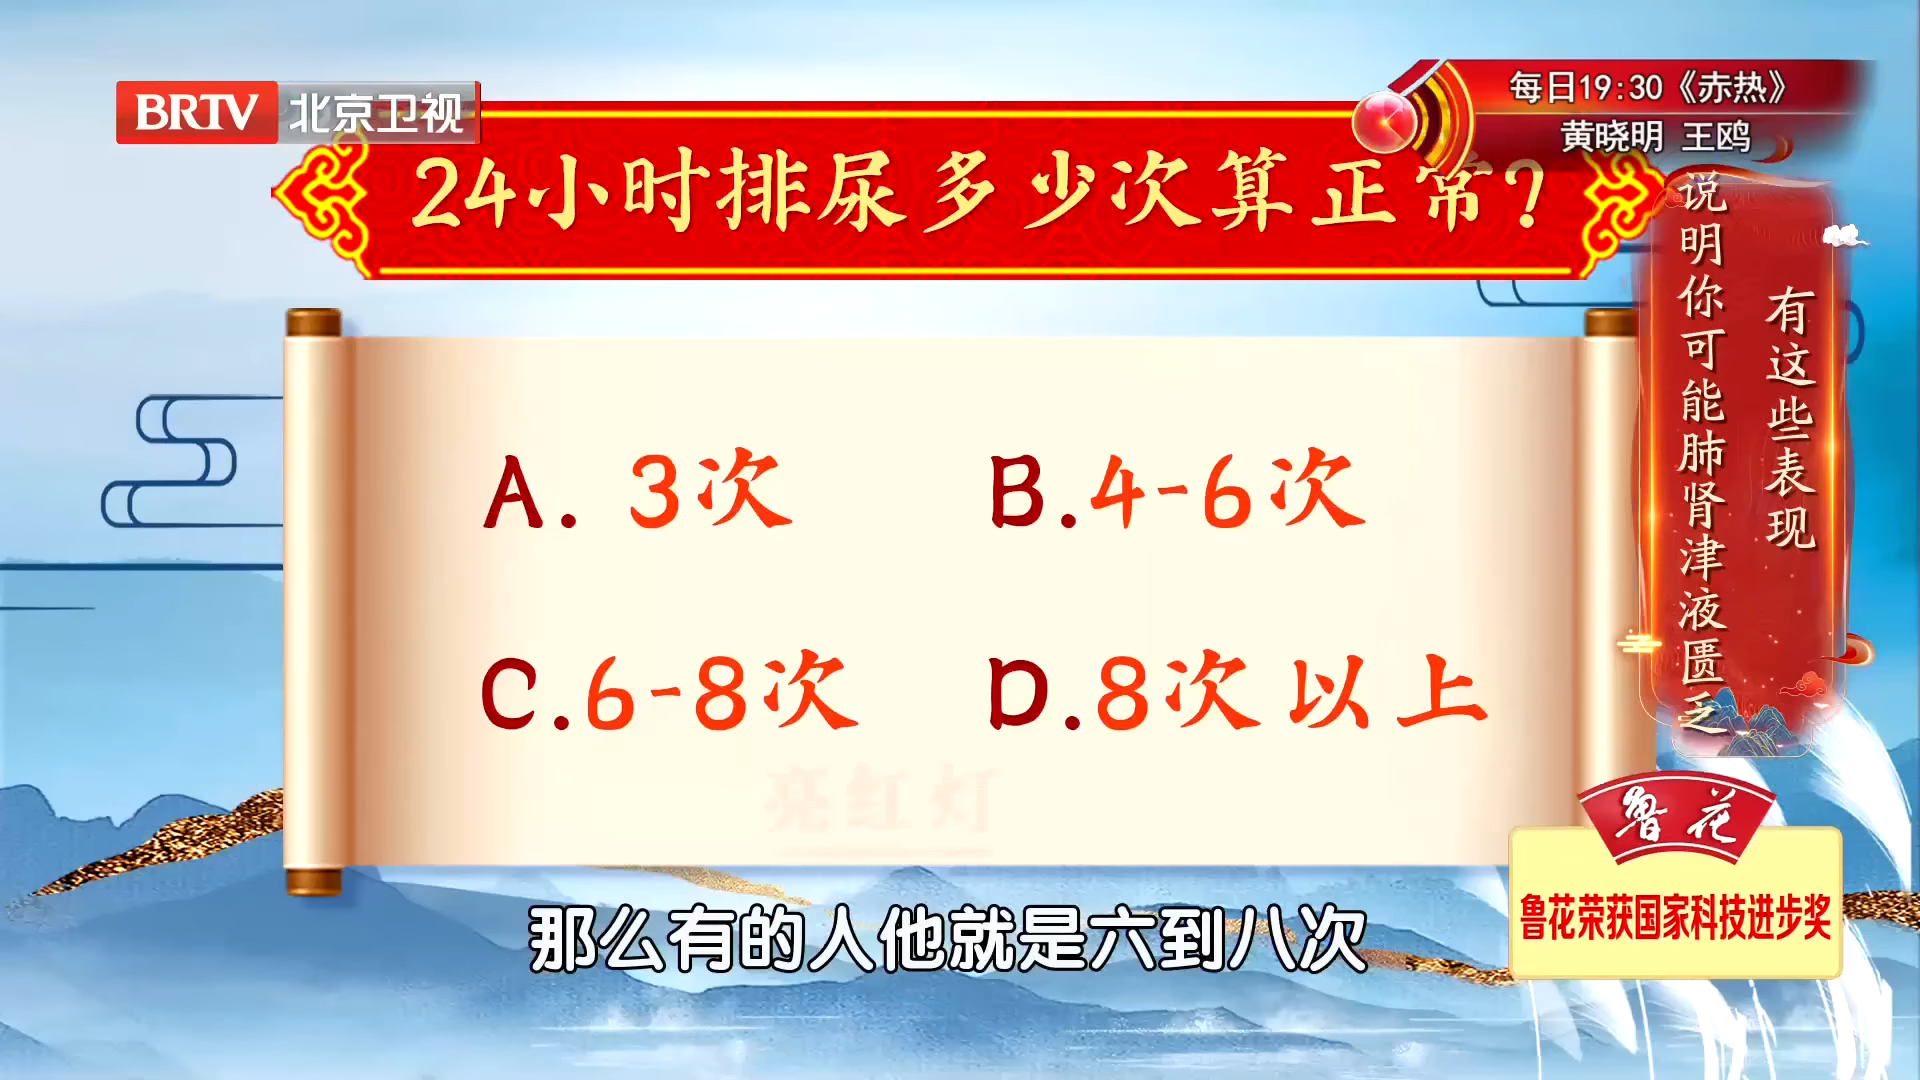 BRTV 北京卫视
每日19:30《赤热》
黄晓明 王鸥
24小时排尿多少次算正常?
有这些表现
说明你可能肺肾津液匮乏
A. 3次
B.4-6次
C.6-8次
D.8次以上
亮红灯
鲁花
鲁花荣获国家科技进步奖
那么有的人他就是六到八次